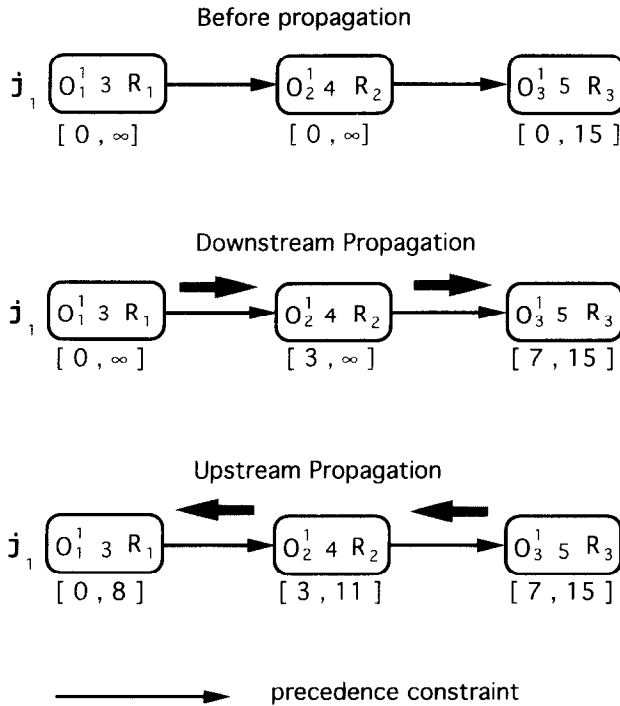 Before propagation
j₁ O₁¹ 3 R₁ O₂¹ 4 R₂ O₃¹ 5 R₃
[ 0 , ∞] [ 0 , ∞] [ 0 , 15 ]
Downstream Propagation
j₁ O₁¹ 3 R₁ O₂¹ 4 R₂ O₃¹ 5 R₃
[ 0 , ∞ ] [ 3 , ∞ ] [ 7 , 15 ]
Upstream Propagation
j₁ O₁¹ 3 R₁ O₂¹ 4 R₂ O₃¹ 5 R₃
[ 0 , 8 ] [ 3 , 11 ] [ 7 , 15 ]
precedence constraint